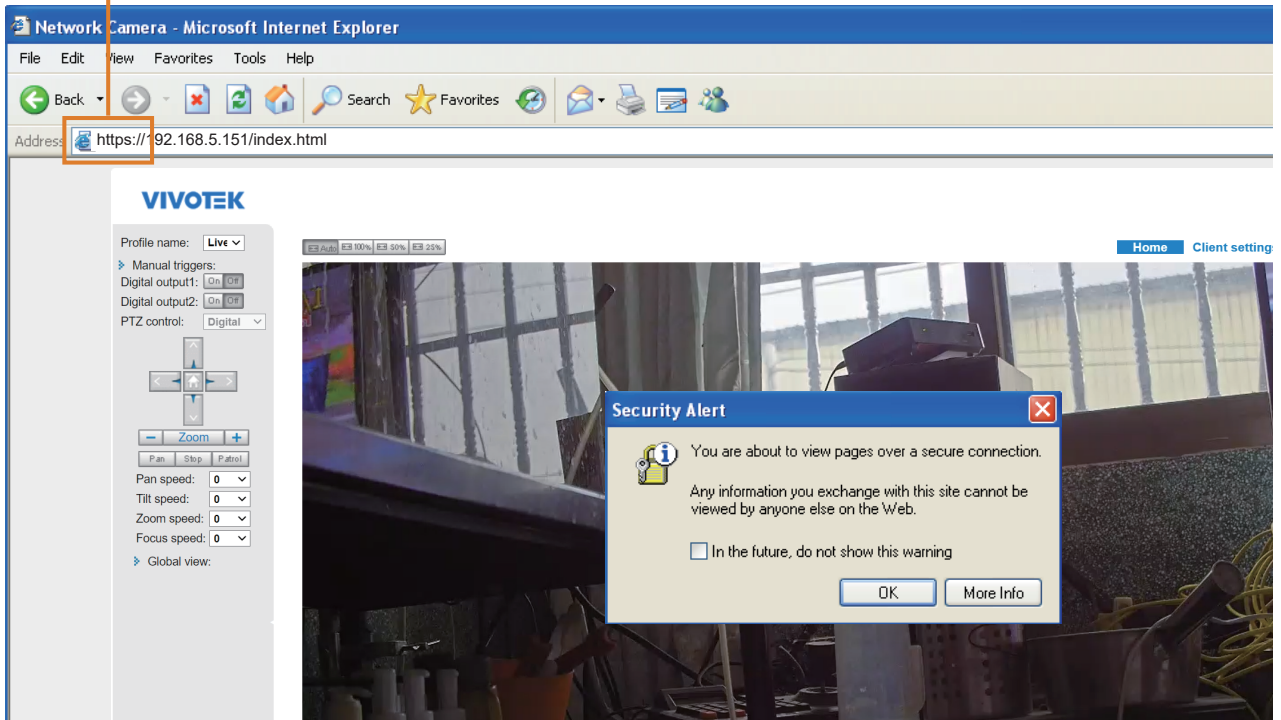 Network Camera - Microsoft Internet Explorer
File Edit View Favorites Tools Help
Back Search Favorites
Address https://192.168.5.151/index.html
VIVOTEK
Profile name: Live
Auto 100% 50% 25%
Home Client settings
Manual triggers:
Digital output1: On Off
Digital output2: On Off
PTZ control: Digital
Zoom
Pan Stop Patrol
Pan speed: 0
Tilt speed: 0
Zoom speed: 0
Focus speed: 0
Global view:
Security Alert
You are about to view pages over a secure connection.
Any information you exchange with this site cannot be
viewed by anyone else on the Web.
In the future, do not show this warning
OK More Info